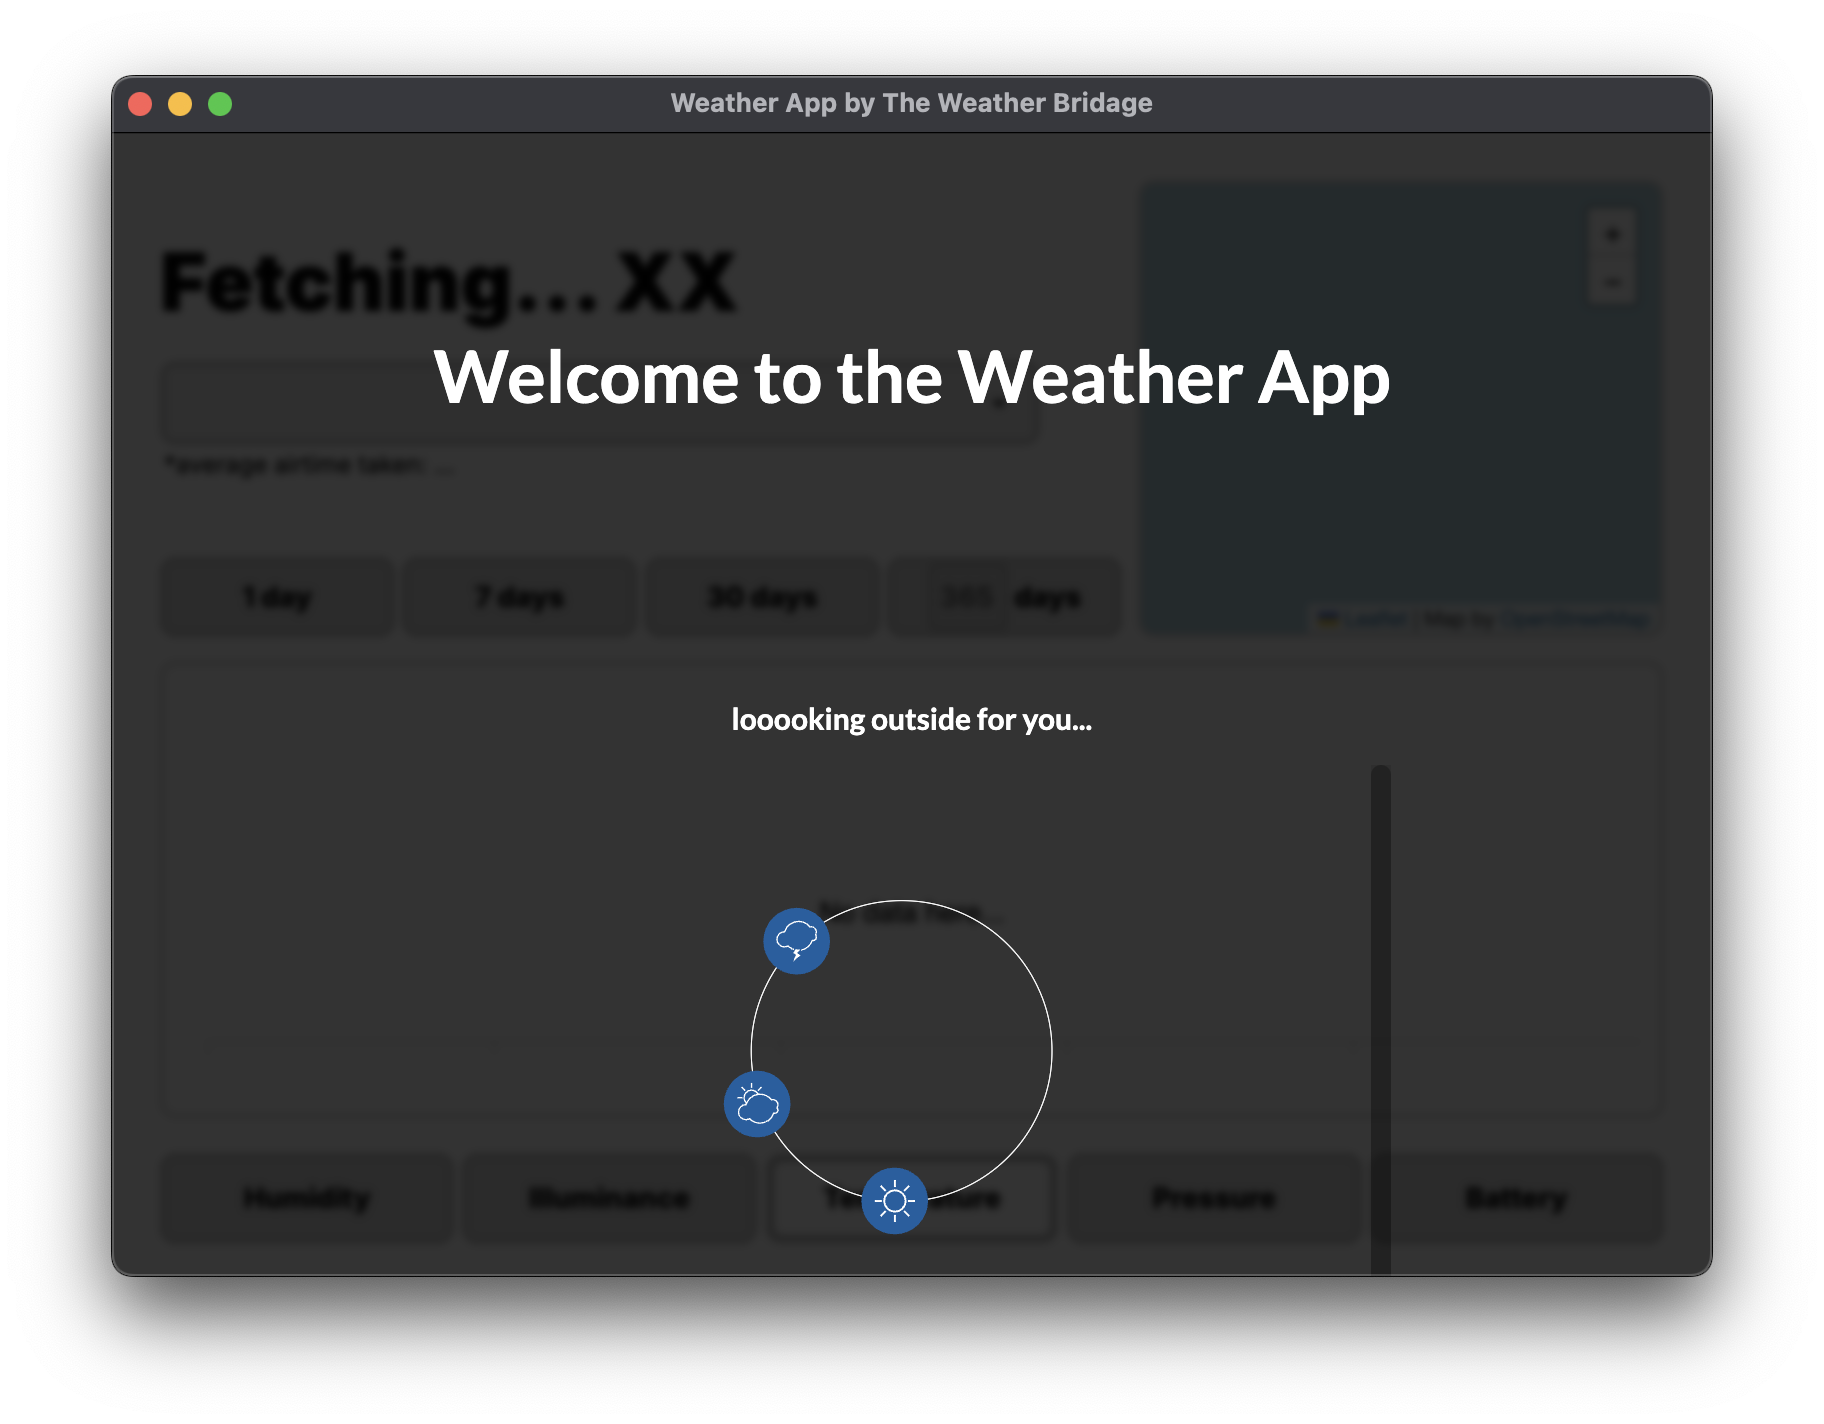 Weather App by The Weather Bridage
Fetching... XX
Welcome to the Weather App
*average airtime taken: ...
1 day
7 days
30 days
365 days
+
−
Leaflet | Map by OpenStreetMap
looooking outside for you...
No data here...
Humidity
Illuminance
Pressure
Battery